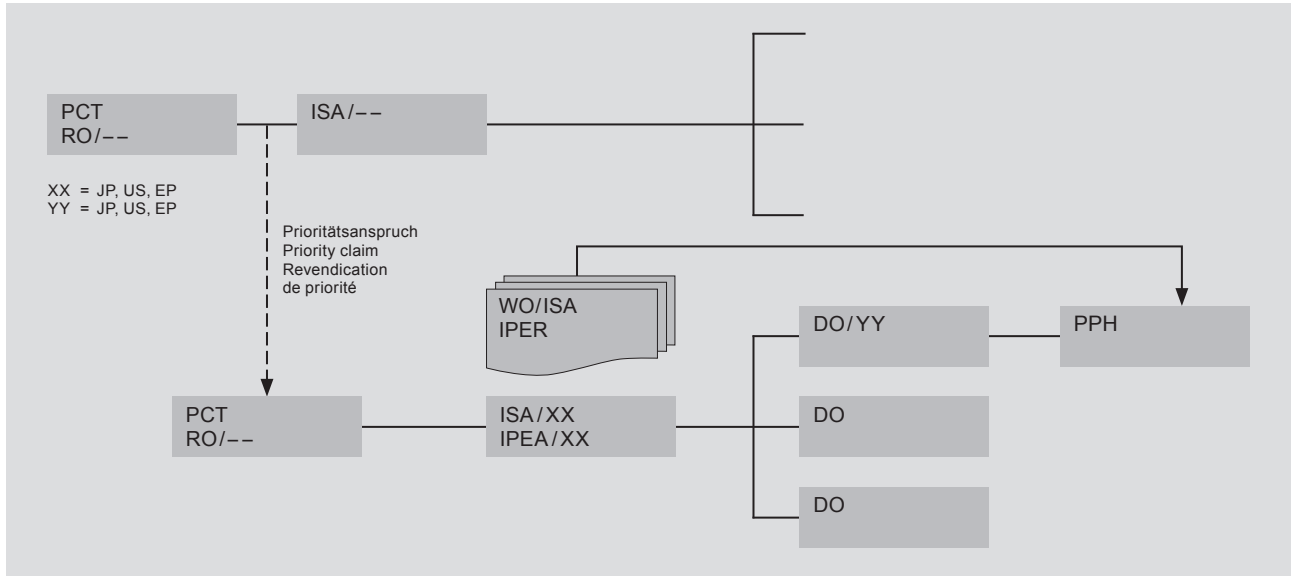 PCT
RO/––
ISA/––
XX = JP, US, EP
YY = JP, US, EP
Prioritätsanspruch
Priority claim
Revendication
de priorité
WO/ISA
IPER
DO/YY
PPH
PCT
RO/––
ISA/XX
IPEA/XX
DO
DO